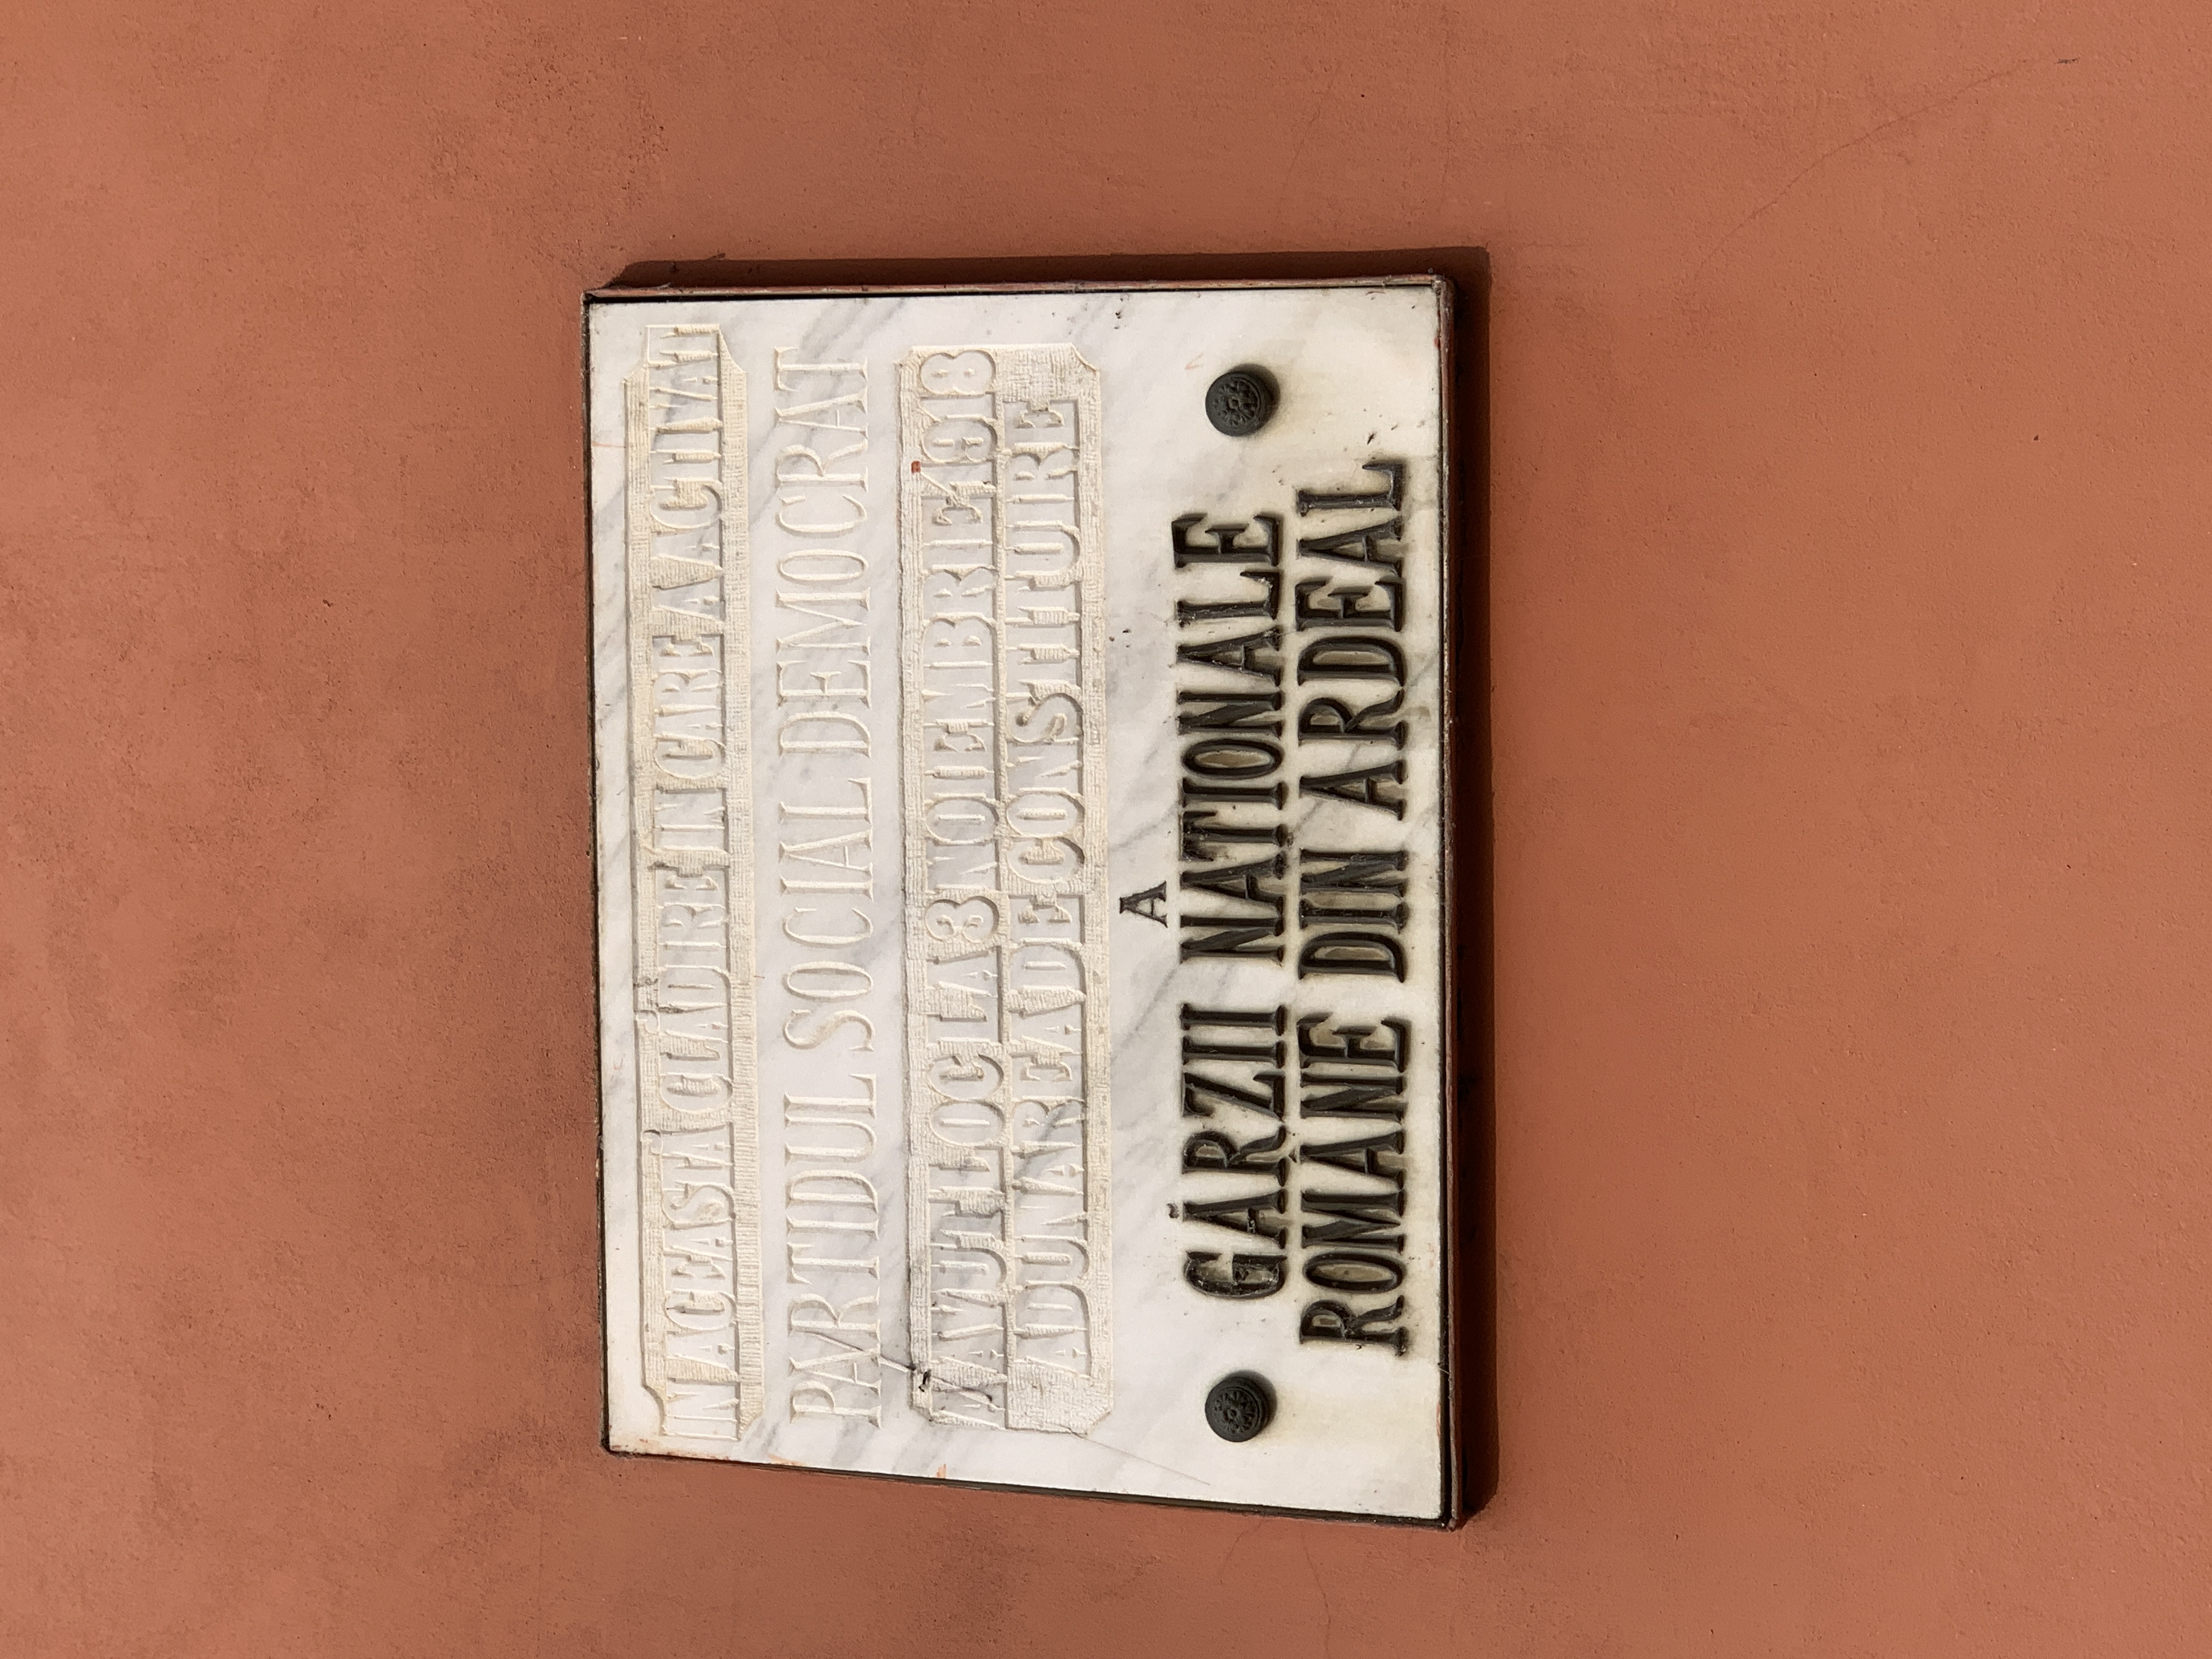 IN ACEASTĂ CLĂDIRE IN CARE A ACTIVAT
PARTIDUL SOCIAL DEMOCRAT
A AVUT LOC LA 3 NOIEMBRIE 1918
ADUNAREA DE CONSTITUIRE
A
GĂRZII NAȚIONALE
ROMÂNE DIN ARDEAL